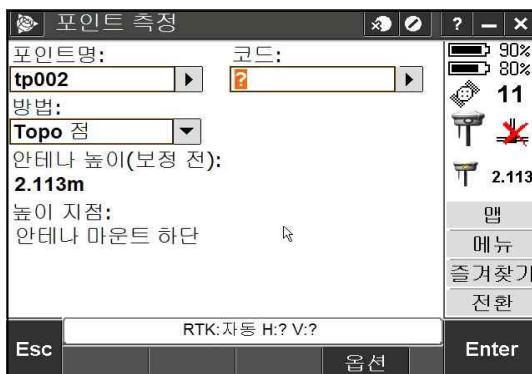 포인트 측정
? – ×
포인트명:
코드:
90%
80%
tp002
?
11
방법:
Topo 점
안테나 높이(보정 전):
2.113m
2.113
높이 지점:
안테나 마운트 하단
맵
메뉴
즐겨찾기
전환
RTK:자동 H:? V:?
Esc
옵션
Enter